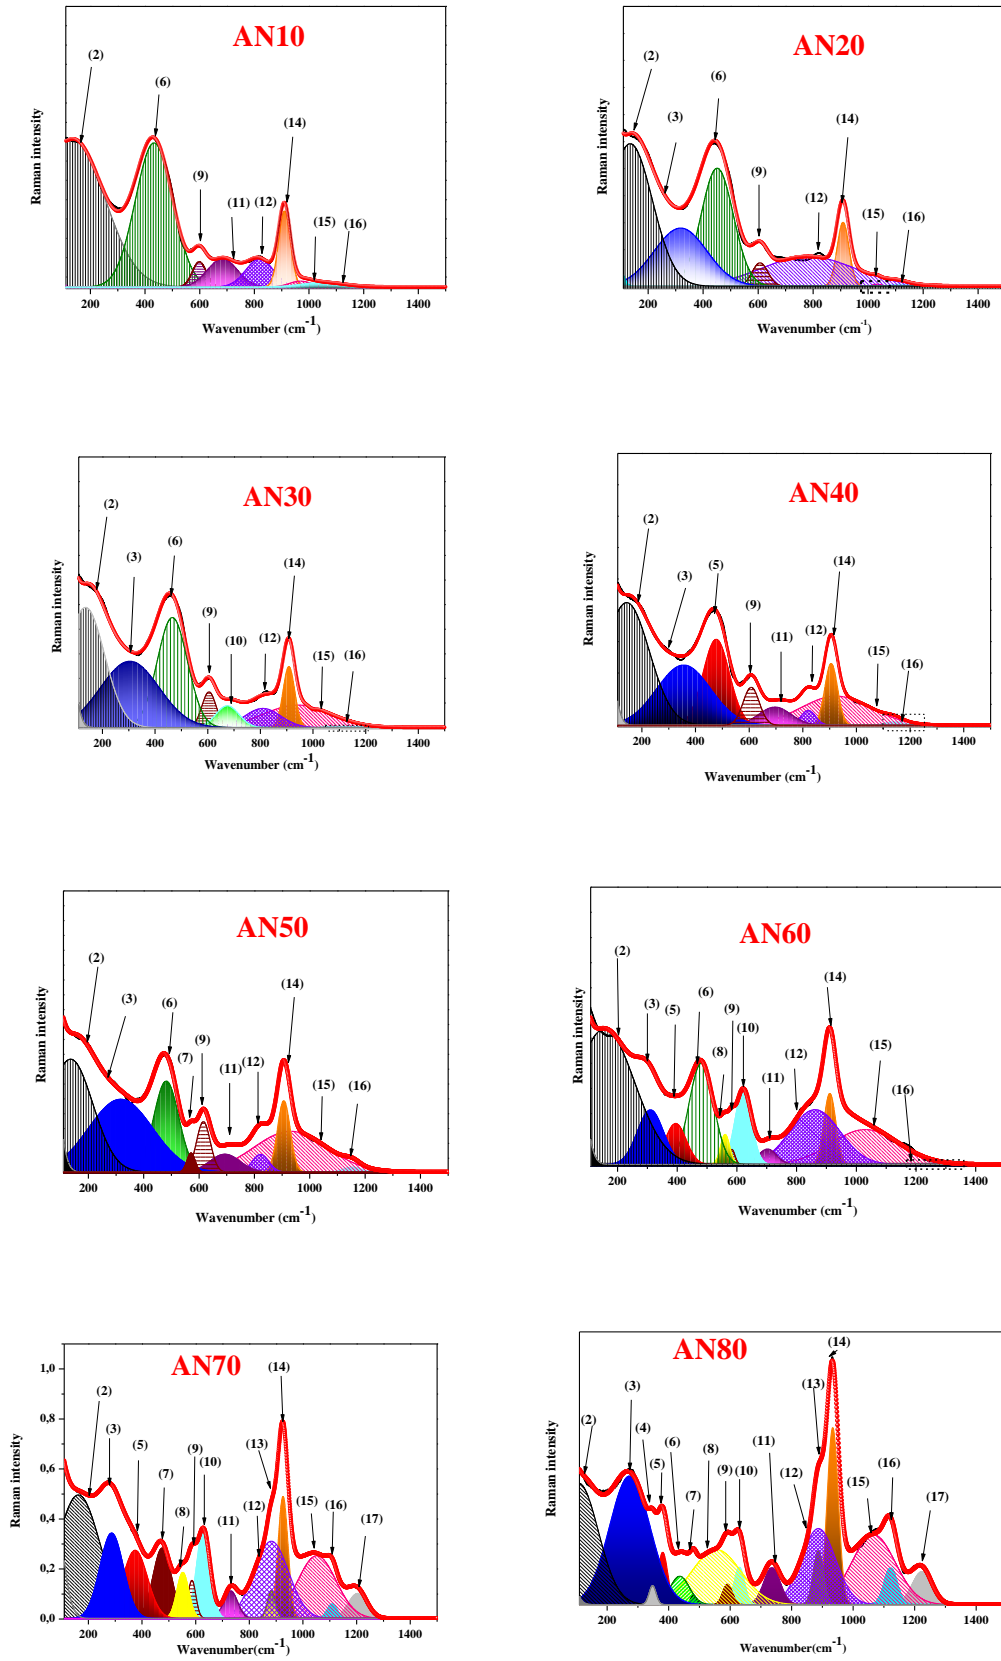 AN10
(2)
(6)
(9)
(11)
(12)
(14)
(15)
(16)
Raman intensity
200 400 600 800 1000 1200 1400
Wavenumber (cm-1)
AN20
(2)
(3)
(6)
(9)
(12)
(14)
(15)
(16)
Raman intensity
200 400 600 800 1000 1200 1400
Wavenumber (cm-1)
AN30
(2)
(3)
(6)
(9)
(10)
(12)
(14)
(15)
(16)
Raman intensity
200 400 600 800 1000 1200 1400
Wavenumber (cm-1)
AN40
(2)
(3)
(5)
(9)
(11)
(12)
(14)
(15)
(16)
Raman intensity
200 400 600 800 1000 1200 1400
Wavenumber (cm-1)
AN50
(2)
(3)
(6)
(7)
(9)
(11)
(12)
(14)
(15)
(16)
Raman intensity
200 400 600 800 1000 1200 1400
Wavenumber (cm-1)
AN60
(2)
(3)
(5)
(6)
(8)
(9)
(10)
(11)
(12)
(14)
(15)
(16)
Raman intensity
200 400 600 800 1000 1200 1400
Wavenumber (cm-1)
AN70
(2)
(3)
(5)
(7)
(8)
(9)
(10)
(11)
(12)
(13)
(14)
(15)
(16)
(17)
1,0
0,8
0,6
0,4
0,2
0,0
Raman intensity
200 400 600 800 1000 1200 1400
Wavenumber(cm-1)
AN80
(2)
(3)
(4)
(5)
(6)
(7)
(8)
(9)
(10)
(11)
(12)
(13)
(14)
(15)
(16)
(17)
Raman intensity
200 400 600 800 1000 1200 1400
Wavenumber(cm-1)